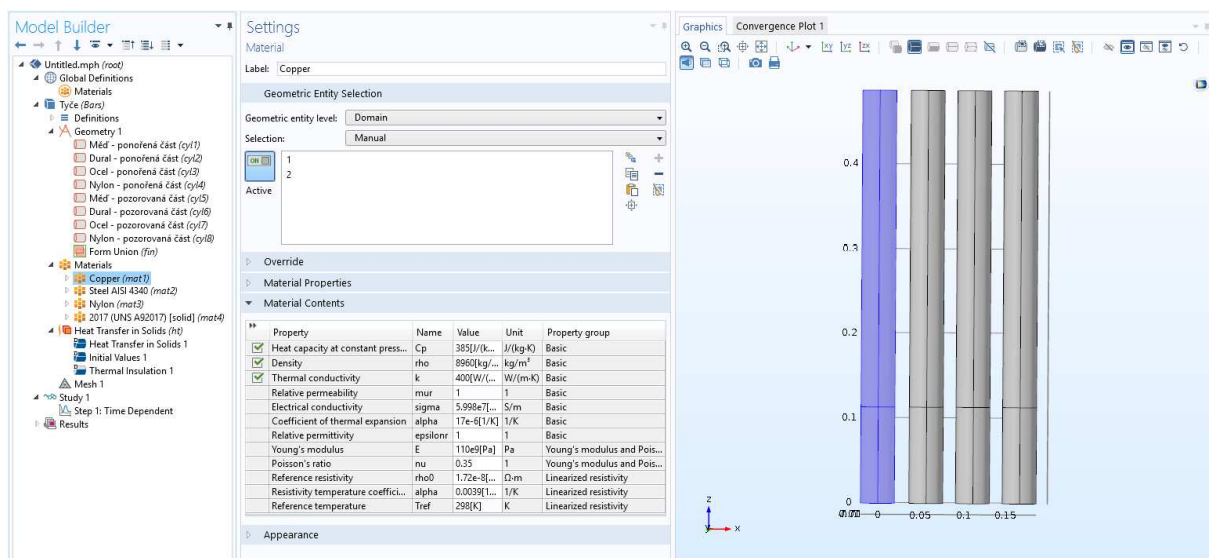 Model Builder
Untitled.mph (root)
Global Definitions
Materials
Tyče (Bars)
Definitions
Geometry 1
Měď - ponořená část (cyl1)
Dural - ponořená část (cyl2)
Ocel - ponořená část (cyl3)
Nylon - ponořená část (cyl4)
Měď - pozorovaná část (cyl5)
Dural - pozorovaná část (cyl6)
Ocel - pozorovaná část (cyl7)
Nylon - pozorovaná část (cyl8)
Form Union (fin)
Materials
Copper (mat1)
Steel AISI 4340 (mat2)
Nylon (mat3)
2017 (UNS A92017) [solid] (mat4)
Heat Transfer in Solids (ht)
Heat Transfer in Solids 1
Initial Values 1
Thermal Insulation 1
Mesh 1
Study 1
Step 1: Time Dependent
Results
Settings
Material
Label: Copper
Geometric Entity Selection
Geometric entity level: Domain
Selection: Manual
ON
Active
1
2
Override
Material Properties
Material Contents
Property Name Value Unit Property group
Heat capacity at constant press... Cp 385[J/(k... J/(kg·K) Basic
Density rho 8960[kg/... kg/m³ Basic
Thermal conductivity k 400[W/(... W/(m·K) Basic
Relative permeability mur 1 1 Basic
Electrical conductivity sigma 5.998e7[... S/m Basic
Coefficient of thermal expansion alpha 17e-6[1/K] 1/K Basic
Relative permittivity epsilonr 1 1 Basic
Young's modulus E 110e9[Pa] Pa Young's modulus and Pois...
Poisson's ratio nu 0.35 1 Young's modulus and Pois...
Reference resistivity rho0 1.72e-8[... Ω·m Linearized resistivity
Resistivity temperature coeffici... alpha 0.0039[1... 1/K Linearized resistivity
Reference temperature Tref 298[K] K Linearized resistivity
Appearance
Graphics Convergence Plot 1
xy yz zx
0.4
0.3
0.2
0.1
0
0 0.05 0.1 0.15
z
y x